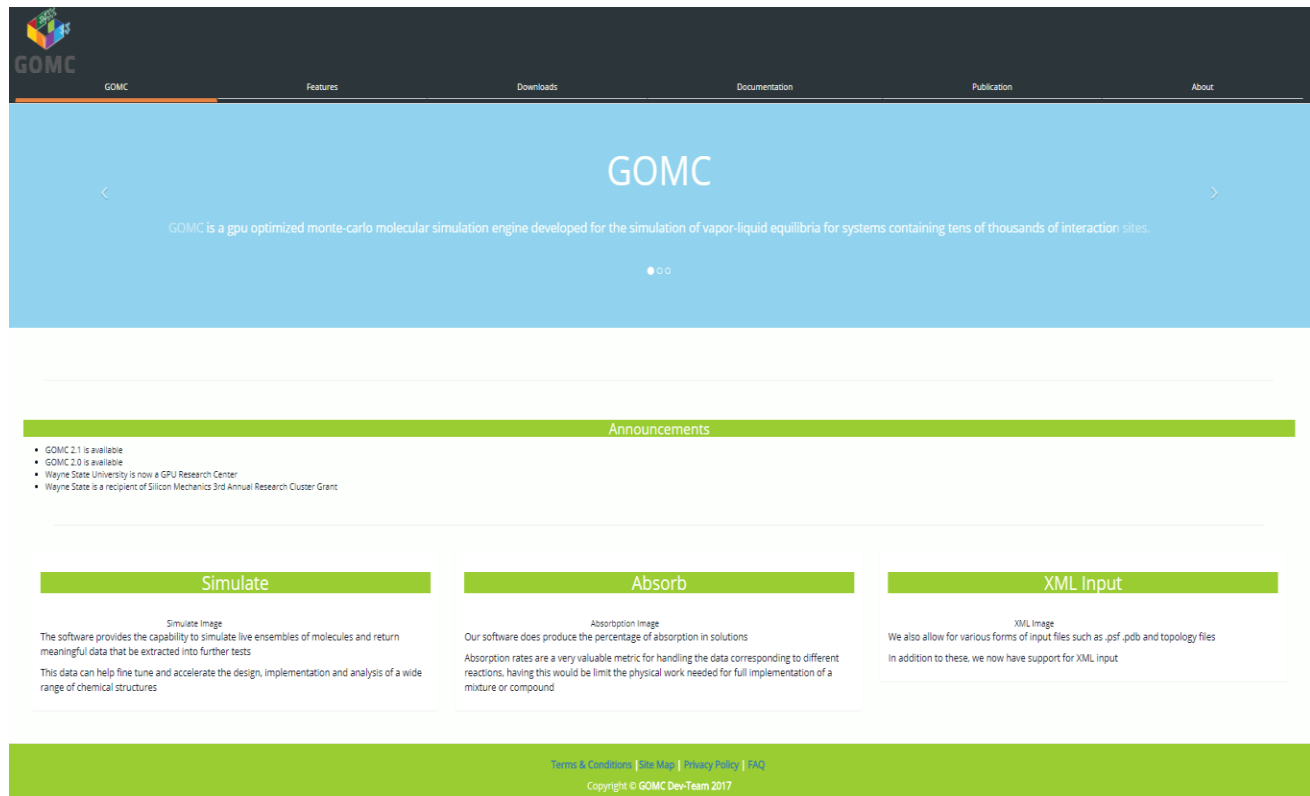 GOMC
GOMC
Features
Downloads
Documentation
Publication
About
GOMC
GOMC is a gpu optimized monte-carlo molecular simulation engine developed for the simulation of vapor-liquid equilibria for systems containing tens of thousands of interaction sites.
Announcements
GOMC 2.1 is available
GOMC 2.0 is available
Wayne State University is now a GPU Research Center
Wayne State is a recipient of Silicon Mechanics 3rd Annual Research Cluster Grant
Simulate
Simulate Image
The software provides the capability to simulate live ensembles of molecules and return
meaningful data that be extracted into further tests
This data can help fine tune and accelerate the design, implementation and analysis of a wide
range of chemical structures
Absorb
Absorbption Image
Our software does produce the percentage of absorption in solutions
Absorption rates are a very valuable metric for handling the data corresponding to different
reactions, having this would be limit the physical work needed for full implementation of a
mixture or compound
XML Input
XML Image
We also allow for various forms of input files such as .psf .pdb and topology files
In addition to these, we now have support for XML input
Terms & Conditions | Site Map | Privacy Policy | FAQ
Copyright © GOMC Dev-Team 2017